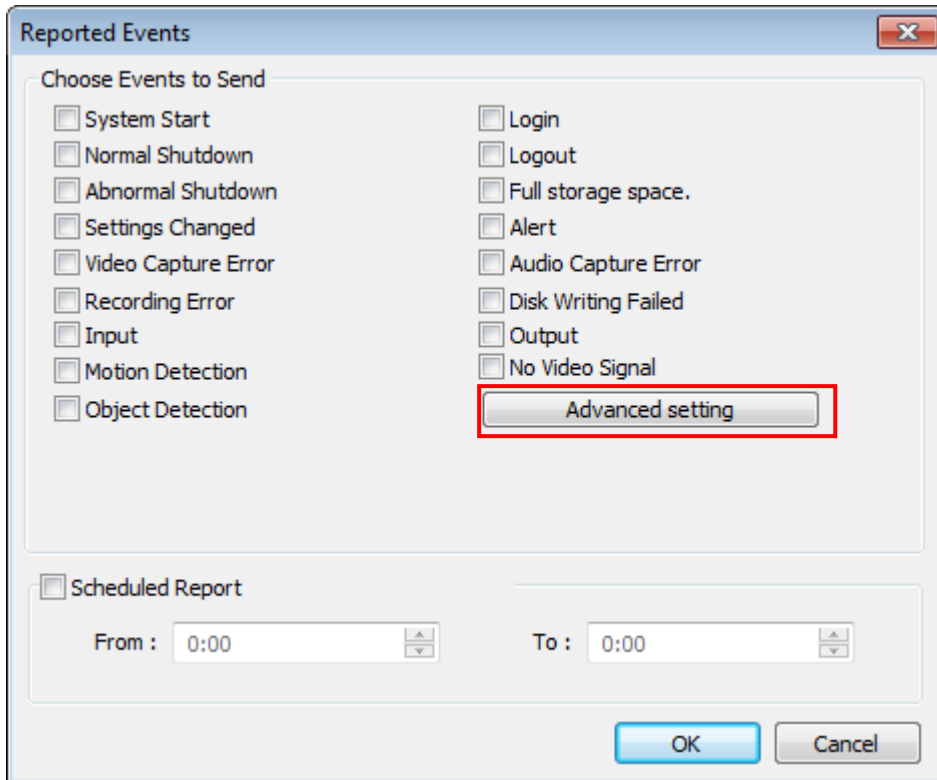 Reported Events
Choose Events to Send
System Start
Login
Normal Shutdown
Logout
Abnormal Shutdown
Full storage space.
Settings Changed
Alert
Video Capture Error
Audio Capture Error
Recording Error
Disk Writing Failed
Input
Output
Motion Detection
No Video Signal
Object Detection
Advanced setting
Scheduled Report
From : 0:00
To : 0:00
OK
Cancel